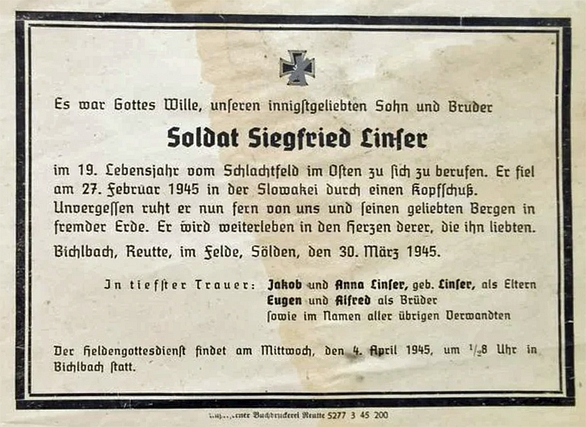 Es war Gottes Wille, unseren innigstgeliebten Sohn und Bruder
Soldat Siegfried Linser
im 19. Lebensjahr vom Schlachtfeld im Osten zu sich zu berufen. Er fiel
am 27. Februar 1945 in der Slowakei durch einen Kopfschuß.
Unvergessen ruht er nun fern von uns und seinen geliebten Bergen in
fremder Erde. Er wird weiterleben in den Herzen derer, die ihn liebten.
Bichlbach, Reutte, im Felde, Sölden, den 30. März 1945.
In tiefster Trauer: Jakob und Anna Linser, geb. Linser, als Eltern
Eugen und Alfred als Brüder
sowie im Namen aller übrigen Verwandten
Der Heldengottesdienst findet am Mittwoch, den 4. April 1945, um ½8 Uhr in
Bichlbach statt.
Buchdruckerei Reutte 5277 3 45 200